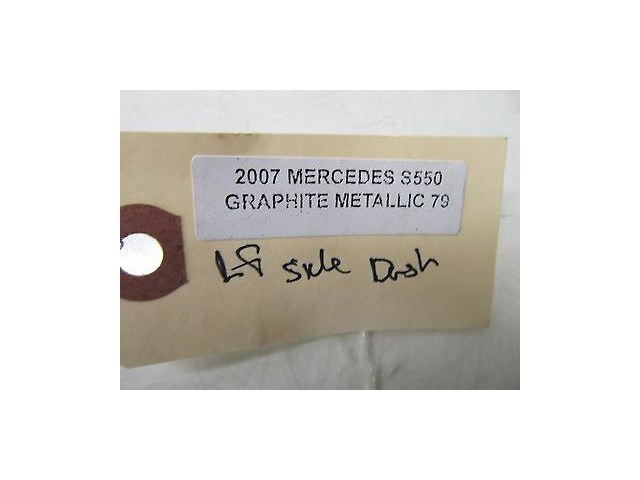 2007 MERCEDES S550
GRAPHITE METALLIC 79
LF side Dash